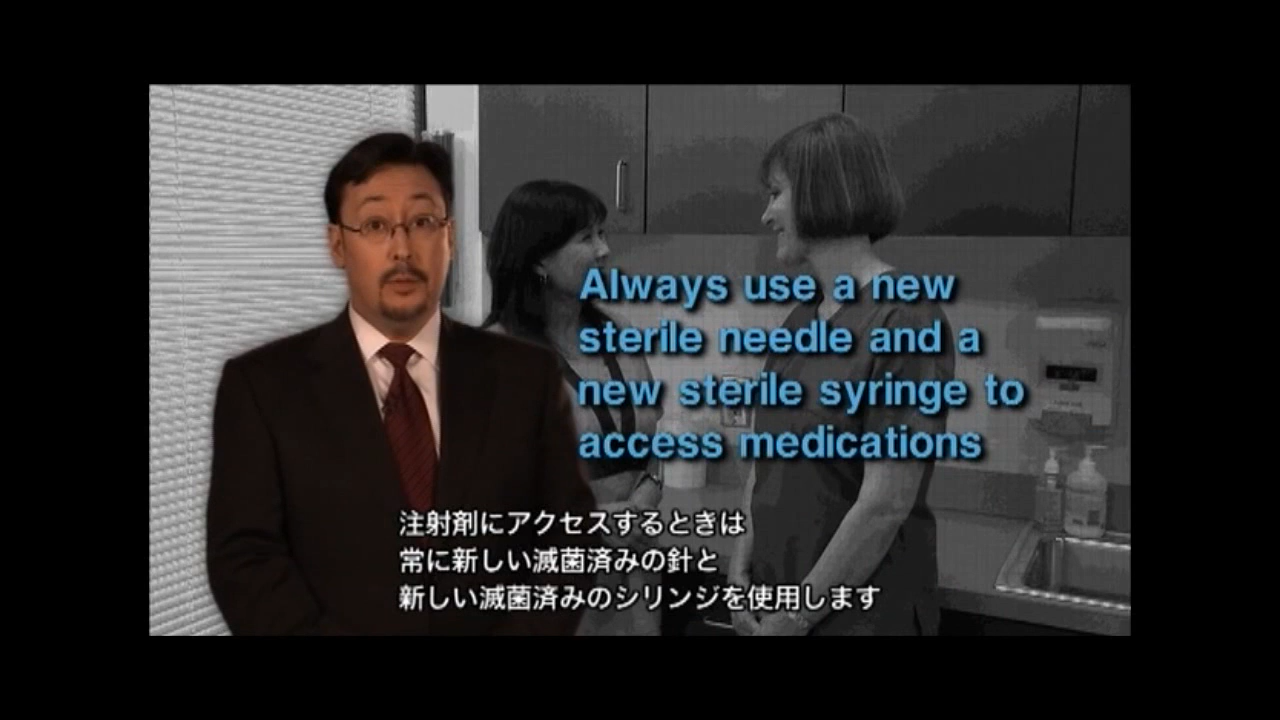 Always use a new
sterile needle and a
new sterile syringe to
access medications
注射剤にアクセスするときは
常に新しい滅菌済みの針と
新しい滅菌済みのシリンジを使用します